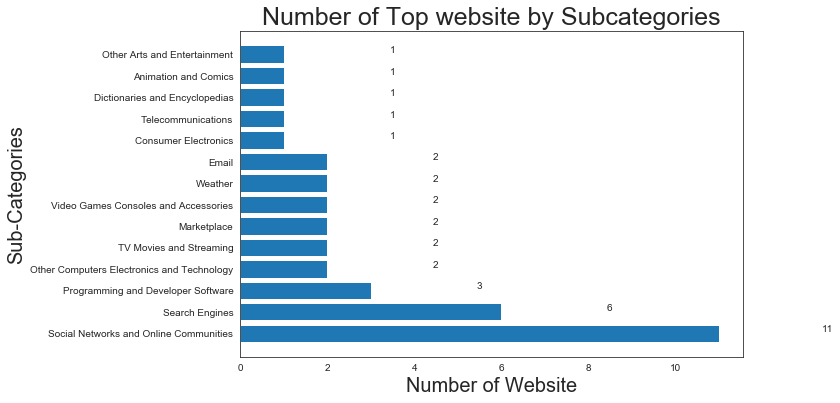 Number of Top website by Subcategories
Sub-Categories
Other Arts and Entertainment 1
Animation and Comics 1
Dictionaries and Encyclopedias 1
Telecommunications 1
Consumer Electronics 1
Email 2
Weather 2
Video Games Consoles and Accessories 2
Marketplace 2
TV Movies and Streaming 2
Other Computers Electronics and Technology 2
Programming and Developer Software 3
Search Engines 6
Social Networks and Online Communities 11
0 2 4 6 8 10
Number of Website